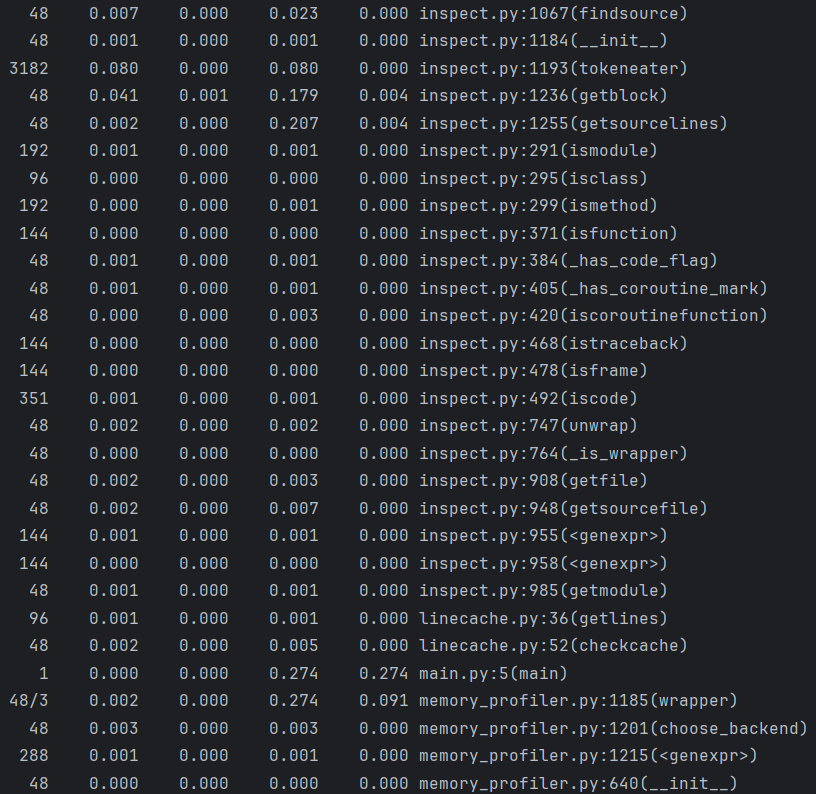 48 0.007 0.000 0.023 0.000 inspect.py:1067(findsource)
48 0.001 0.000 0.001 0.000 inspect.py:1184(__init__)
3182 0.080 0.000 0.080 0.000 inspect.py:1193(tokeneater)
48 0.041 0.001 0.179 0.004 inspect.py:1236(getblock)
48 0.002 0.000 0.207 0.004 inspect.py:1255(getsourcelines)
192 0.001 0.000 0.001 0.000 inspect.py:291(ismodule)
96 0.000 0.000 0.000 0.000 inspect.py:295(isclass)
192 0.000 0.000 0.001 0.000 inspect.py:299(ismethod)
144 0.000 0.000 0.000 0.000 inspect.py:371(isfunction)
48 0.001 0.000 0.001 0.000 inspect.py:384(_has_code_flag)
48 0.001 0.000 0.001 0.000 inspect.py:405(_has_coroutine_mark)
48 0.000 0.000 0.003 0.000 inspect.py:420(iscoroutinefunction)
144 0.000 0.000 0.000 0.000 inspect.py:468(istraceback)
144 0.000 0.000 0.000 0.000 inspect.py:478(isframe)
351 0.001 0.000 0.001 0.000 inspect.py:492(iscode)
48 0.002 0.000 0.002 0.000 inspect.py:747(unwrap)
48 0.000 0.000 0.000 0.000 inspect.py:764(_is_wrapper)
48 0.002 0.000 0.003 0.000 inspect.py:908(getfile)
48 0.002 0.000 0.007 0.000 inspect.py:948(getsourcefile)
144 0.001 0.000 0.001 0.000 inspect.py:955(<genexpr>)
144 0.000 0.000 0.000 0.000 inspect.py:958(<genexpr>)
48 0.001 0.000 0.001 0.000 inspect.py:985(getmodule)
96 0.001 0.000 0.001 0.000 linecache.py:36(getlines)
48 0.002 0.000 0.005 0.000 linecache.py:52(checkcache)
1 0.000 0.000 0.274 0.274 main.py:5(main)
48/3 0.002 0.000 0.274 0.091 memory_profiler.py:1185(wrapper)
48 0.003 0.000 0.003 0.000 memory_profiler.py:1201(choose_backend)
288 0.001 0.000 0.001 0.000 memory_profiler.py:1215(<genexpr>)
48 0.000 0.000 0.000 0.000 memory_profiler.py:640(__init__)